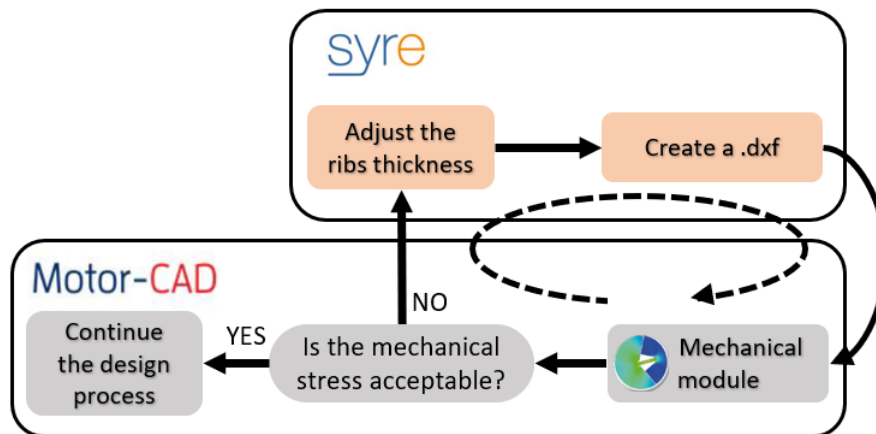 syre
Adjust the
ribs thickness
Create a .dxf
Motor-CAD
NO
YES
Continue
the design
process
Is the mechanical
stress acceptable?
Mechanical
module